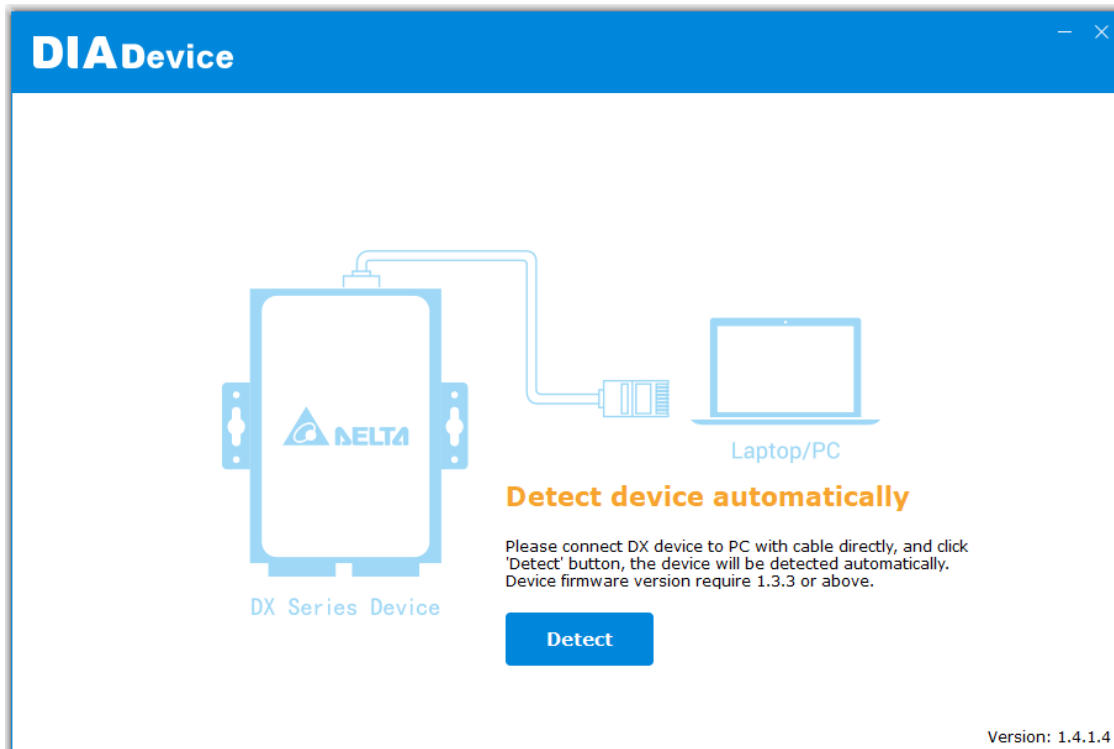 DIADevice
DELTA
Laptop/PC
Detect device automatically
Please connect DX device to PC with cable directly, and click
'Detect' button, the device will be detected automatically.
Device firmware version require 1.3.3 or above.
DX Series Device
Detect
Version: 1.4.1.4